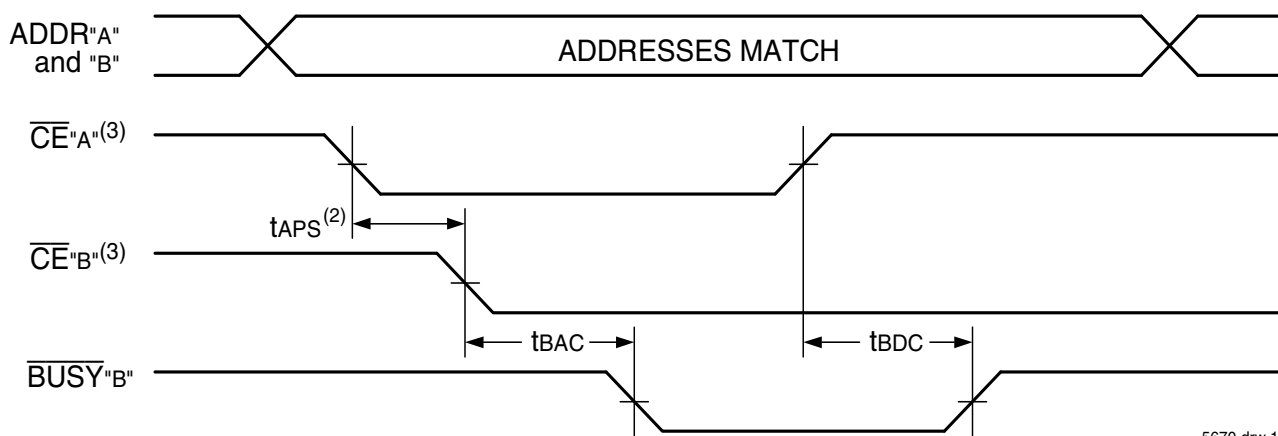 ADDR"A"
and "B"
ADDRESSES MATCH
CE"A"(3)
tAPS(2)
CE"B"(3)
tBAC
tBDC
BUSY"B"